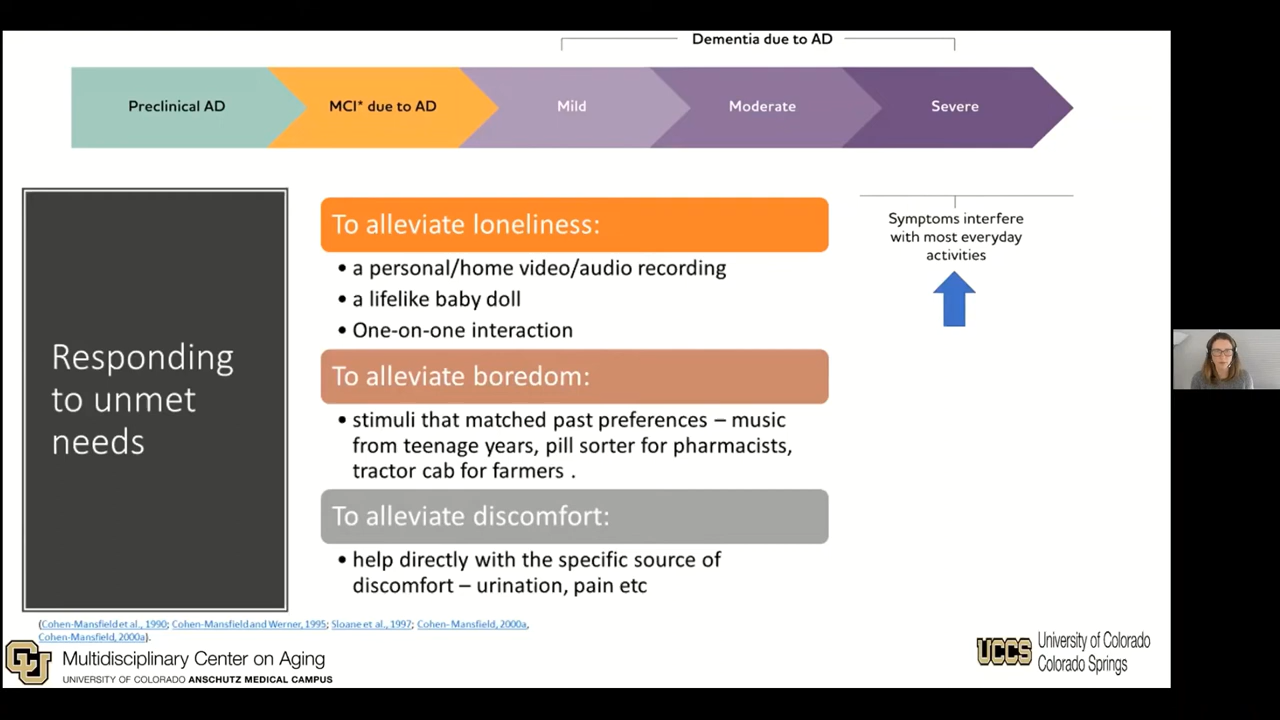 Dementia due to AD
Preclinical AD
MCI* due to AD
Mild
Moderate
Severe
Responding
to unmet
needs
To alleviate loneliness:
• a personal/home video/audio recording
• a lifelike baby doll
• One-on-one interaction
To alleviate boredom:
• stimuli that matched past preferences – music
from teenage years, pill sorter for pharmacists,
tractor cab for farmers .
To alleviate discomfort:
• help directly with the specific source of
discomfort – urination, pain etc
Symptoms interfere
with most everyday
activities
(Cohen-Mansfield et al., 1990; Cohen-Mansfield and Werner, 1995; Sloane et al., 1997; Cohen-Mansfield, 2000a,
Cohen-Mansfield, 2000a).
CU
Multidisciplinary Center on Aging
UNIVERSITY OF COLORADO ANSCHUTZ MEDICAL CAMPUS
UCCS
University of Colorado
Colorado Springs